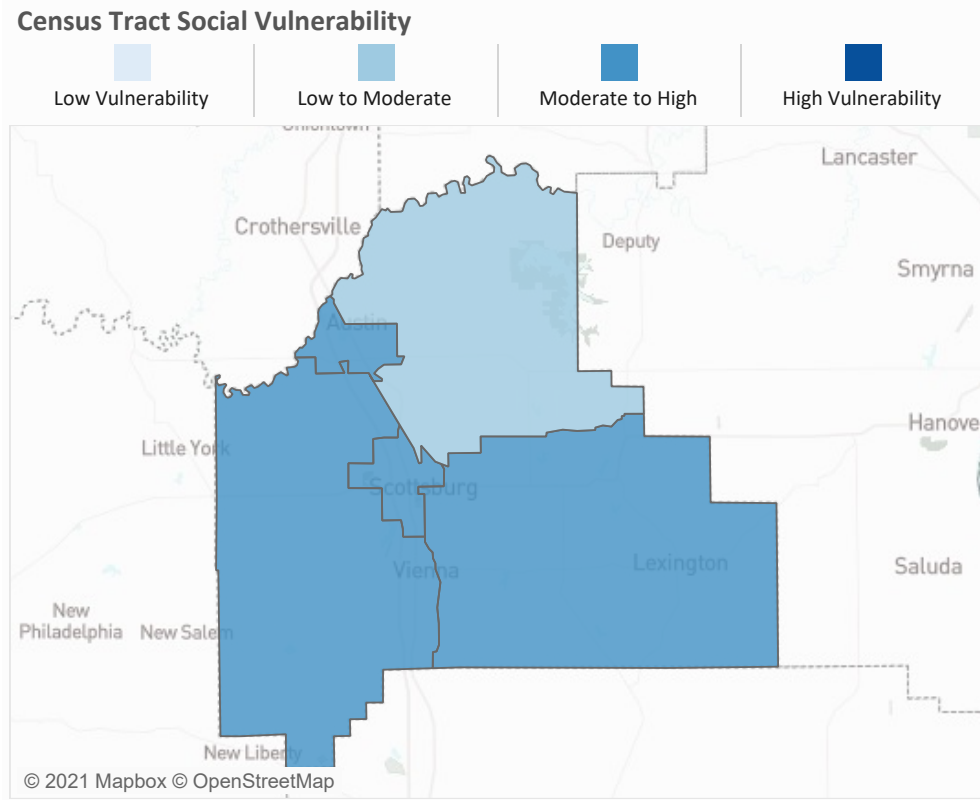 Census Tract Social Vulnerability
Low Vulnerability
Low to Moderate
Moderate to High
High Vulnerability
Uniontown
Lancaster
Crothersville
Deputy
Smyrna
Austin
Hanove
Little York
Scottsburg
Vienna
Lexington
Saluda
New
Philadelphia
New Salem
New Liberty
© 2021 Mapbox © OpenStreetMap